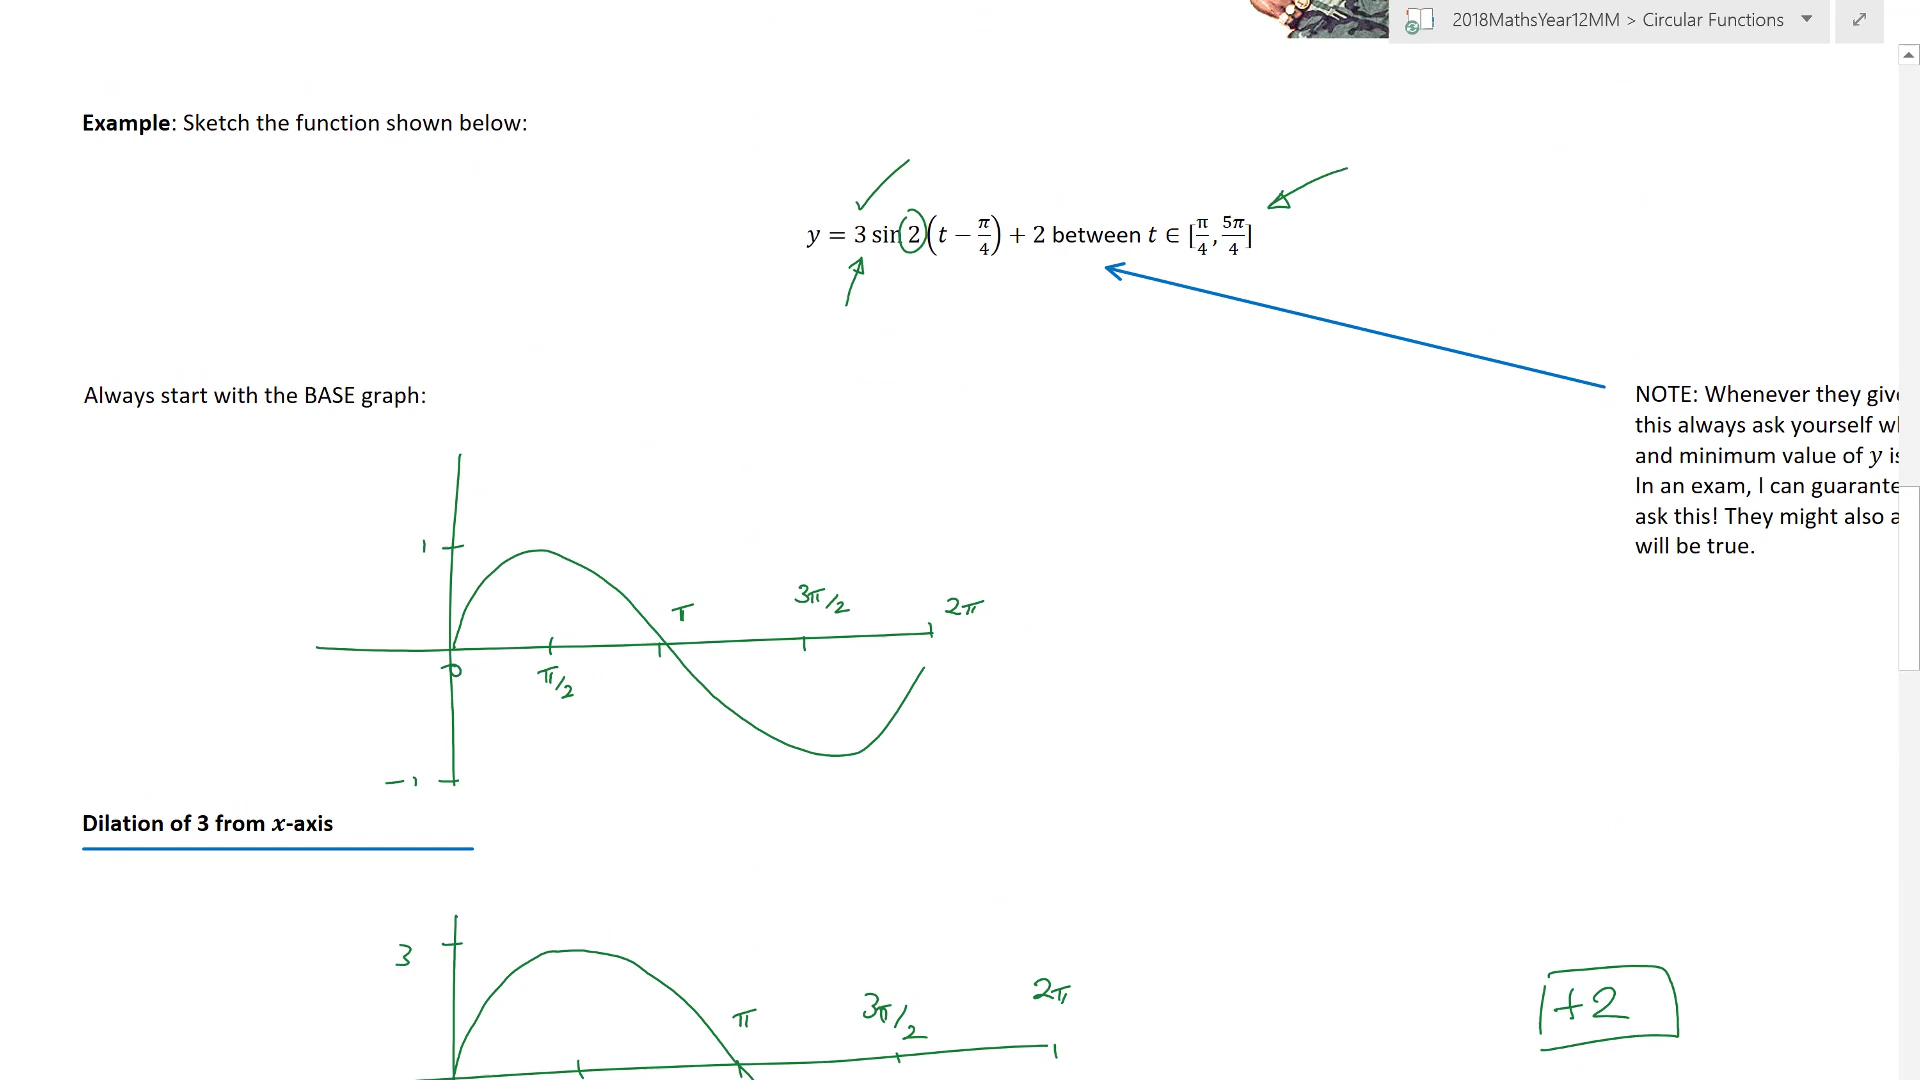 2018MathsYear12MM > Circular Functions
Example: Sketch the function shown below:
y = 3 sin 2(t − π/4) + 2 between t ∈ [π/4, 5π/4]
Always start with the BASE graph:
NOTE: Whenever they
this always ask yourself
and minimum value of y
In an exam, I can
ask this! They might also
will be true.
1
π
3π/2
2π
0
π/2
−1
Dilation of 3 from x-axis
3
π
3π/2
2π
+2